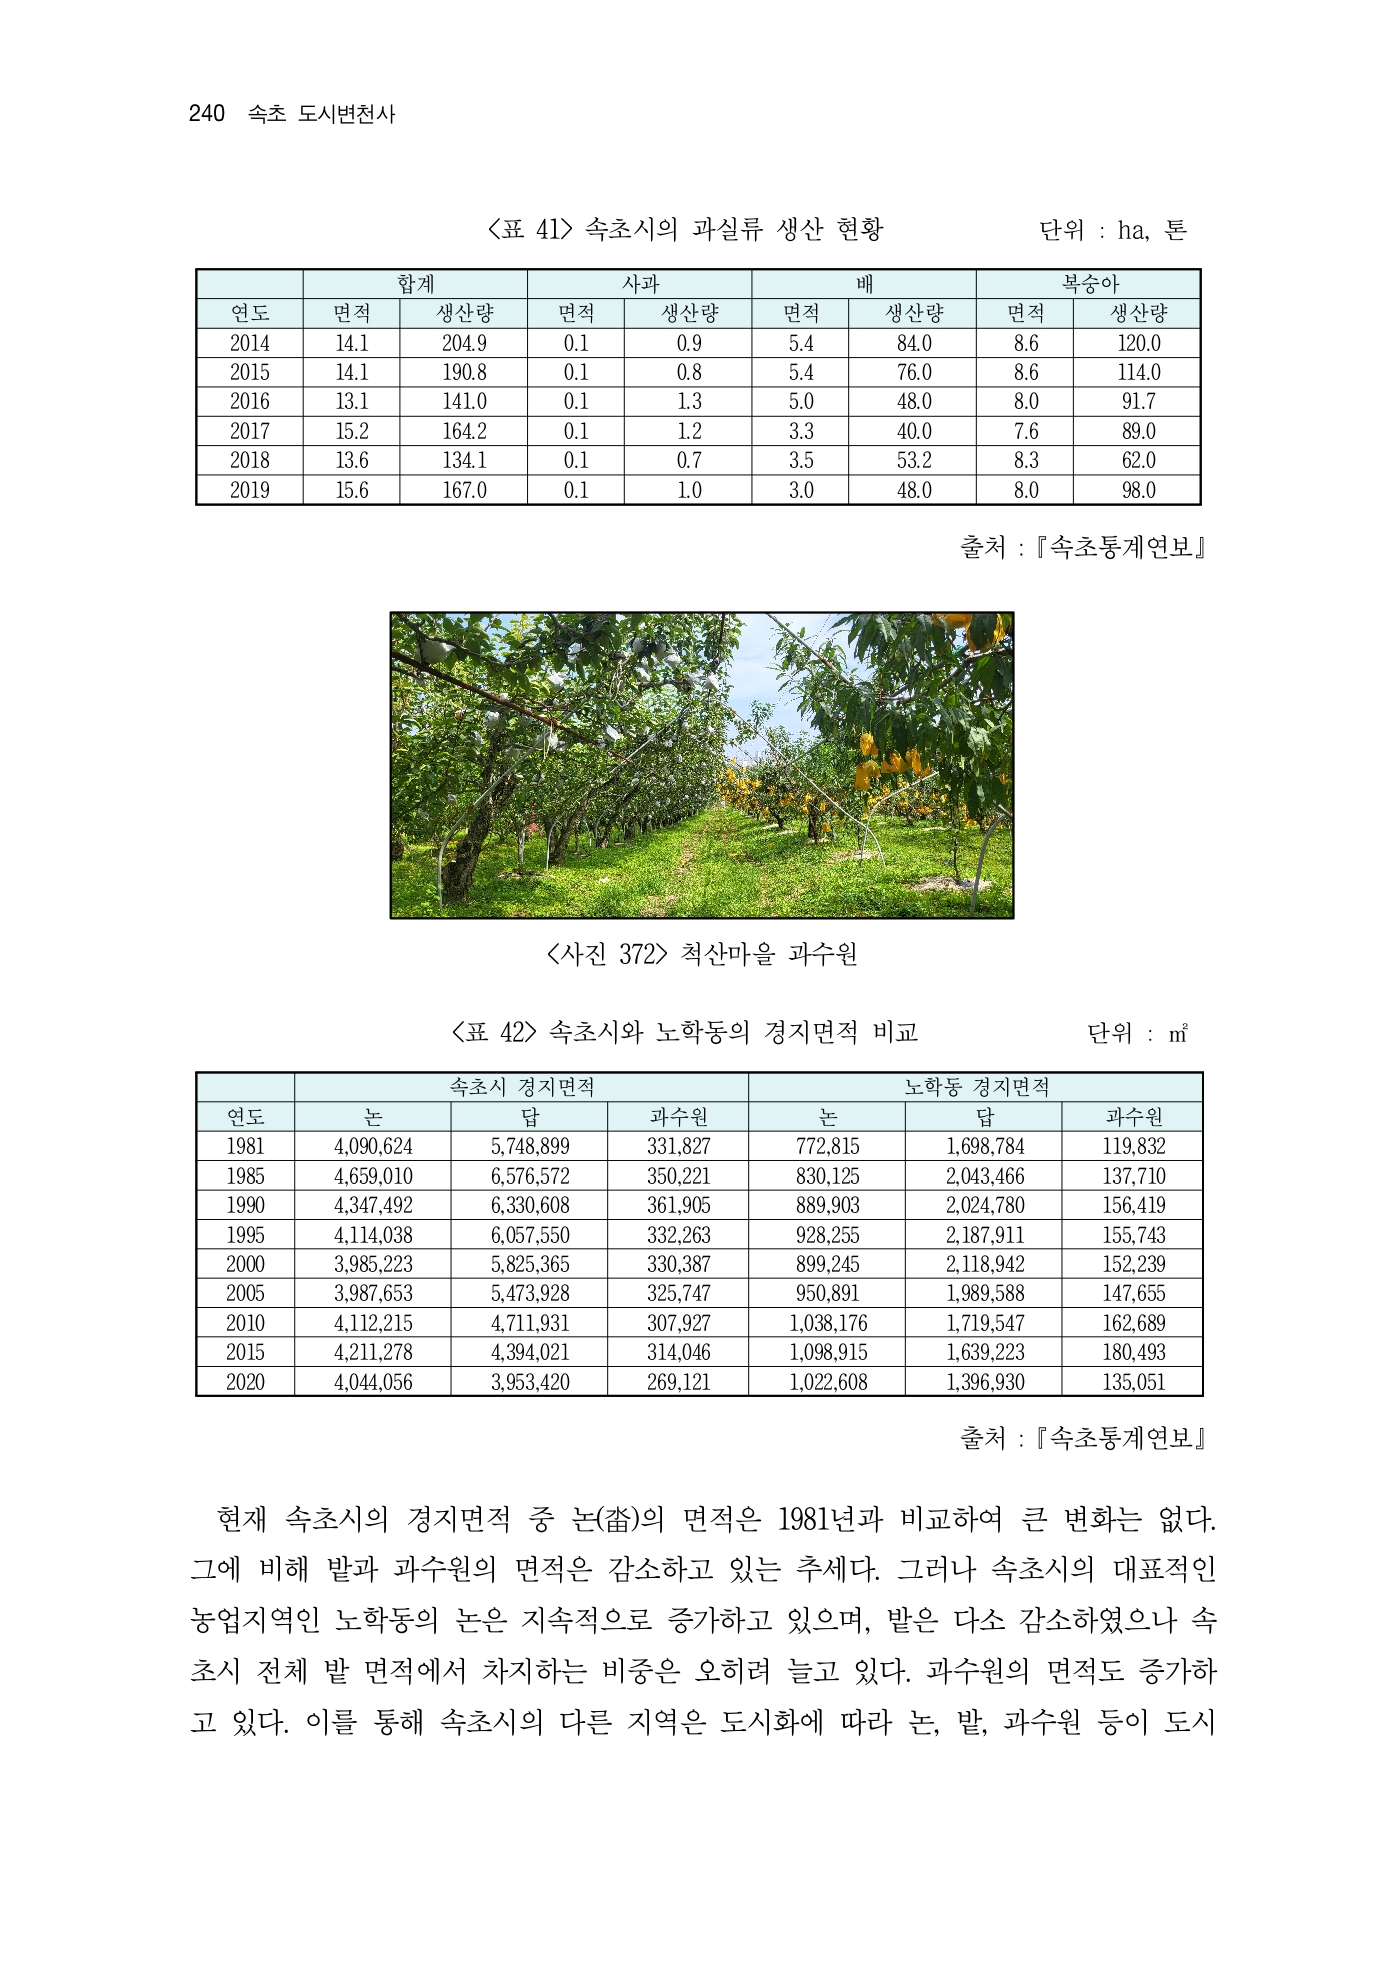 240 속초 도시변천사
<표 41> 속초시의 과실류 생산 현황 단위 : ha, 톤
합계 사과 배 복숭아
연도 면적 생산량 면적 생산량 면적 생산량 면적 생산량
2014 14.1 204.9 0.1 0.9 5.4 84.0 8.6 120.0
2015 14.1 190.8 0.1 0.8 5.4 76.0 8.6 114.0
2016 13.1 141.0 0.1 1.3 5.0 48.0 8.0 91.7
2017 15.2 164.2 0.1 1.2 3.3 40.0 7.6 89.0
2018 13.6 134.1 0.1 0.7 3.5 53.2 8.3 62.0
2019 15.6 167.0 0.1 1.0 3.0 48.0 8.0 98.0
출처 :『속초통계연보』
<사진 372> 척산마을 과수원
<표 42> 속초시와 노학동의 경지면적 비교 단위 : ㎡
속초시 경지면적 노학동 경지면적
연도 논 답 과수원 논 답 과수원
1981 4,090,624 5,748,899 331,827 772,815 1,698,784 119,832
1985 4,659,010 6,576,572 350,221 830,125 2,043,466 137,710
1990 4,347,492 6,330,608 361,905 889,903 2,024,780 156,419
1995 4,114,038 6,057,550 332,263 928,255 2,187,911 155,743
2000 3,985,223 5,825,365 330,387 899,245 2,118,942 152,239
2005 3,987,653 5,473,928 325,747 950,891 1,989,588 147,655
2010 4,112,215 4,711,931 307,927 1,038,176 1,719,547 162,689
2015 4,211,278 4,394,021 314,046 1,098,915 1,639,223 180,493
2020 4,044,056 3,953,420 269,121 1,022,608 1,396,930 135,051
출처 :『속초통계연보』
현재 속초시의 경지면적 중 논(畓)의 면적은 1981년과 비교하여 큰 변화는 없다.
그에 비해 밭과 과수원의 면적은 감소하고 있는 추세다. 그러나 속초시의 대표적인
농업지역인 노학동의 논은 지속적으로 증가하고 있으며, 밭은 다소 감소하였으나 속
초시 전체 밭 면적에서 차지하는 비중은 오히려 늘고 있다. 과수원의 면적도 증가하
고 있다. 이를 통해 속초시의 다른 지역은 도시화에 따라 논, 밭, 과수원 등이 도시